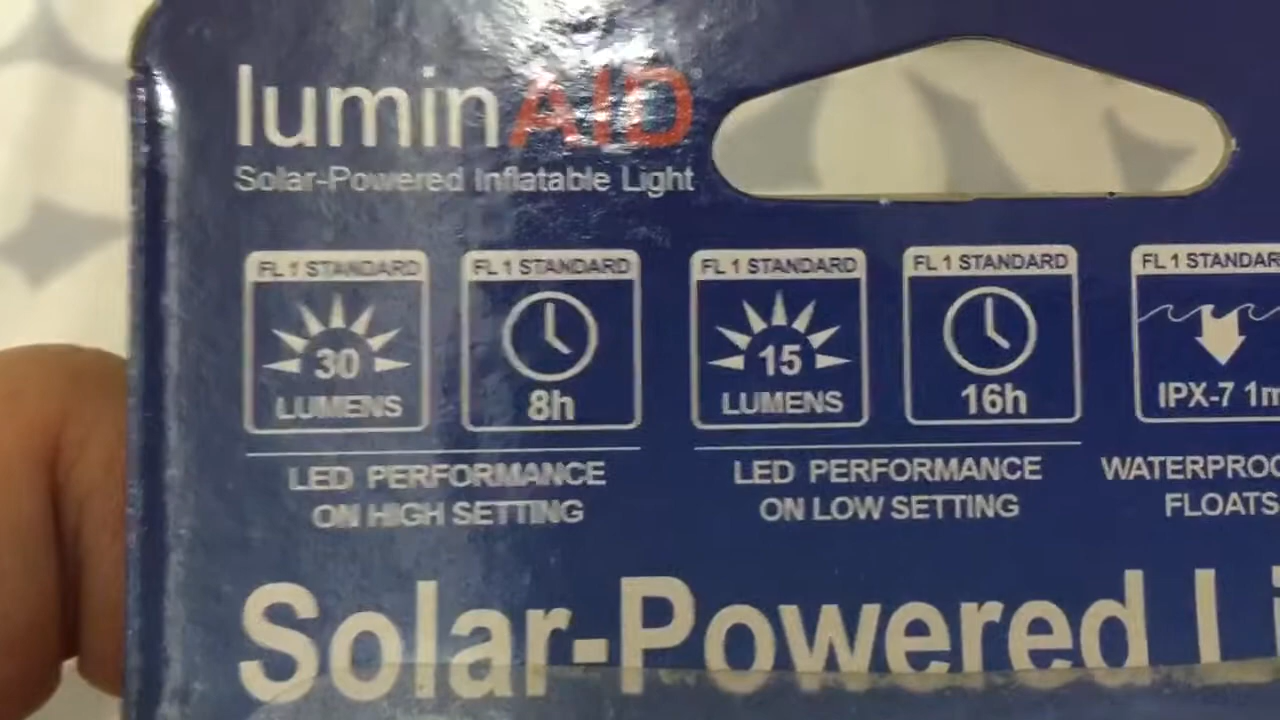 luminAID
Solar-Powered Inflatable Light
FL 1 STANDARD FL 1 STANDARD FL 1 STANDARD FL 1 STANDARD FL 1 STANDAR
30 15
LUMENS 8h LUMENS 16h IPX-7 1m
LED PERFORMANCE LED PERFORMANCE WATERPROO
ON HIGH SETTING ON LOW SETTING FLOATS
Solar-Powered Li